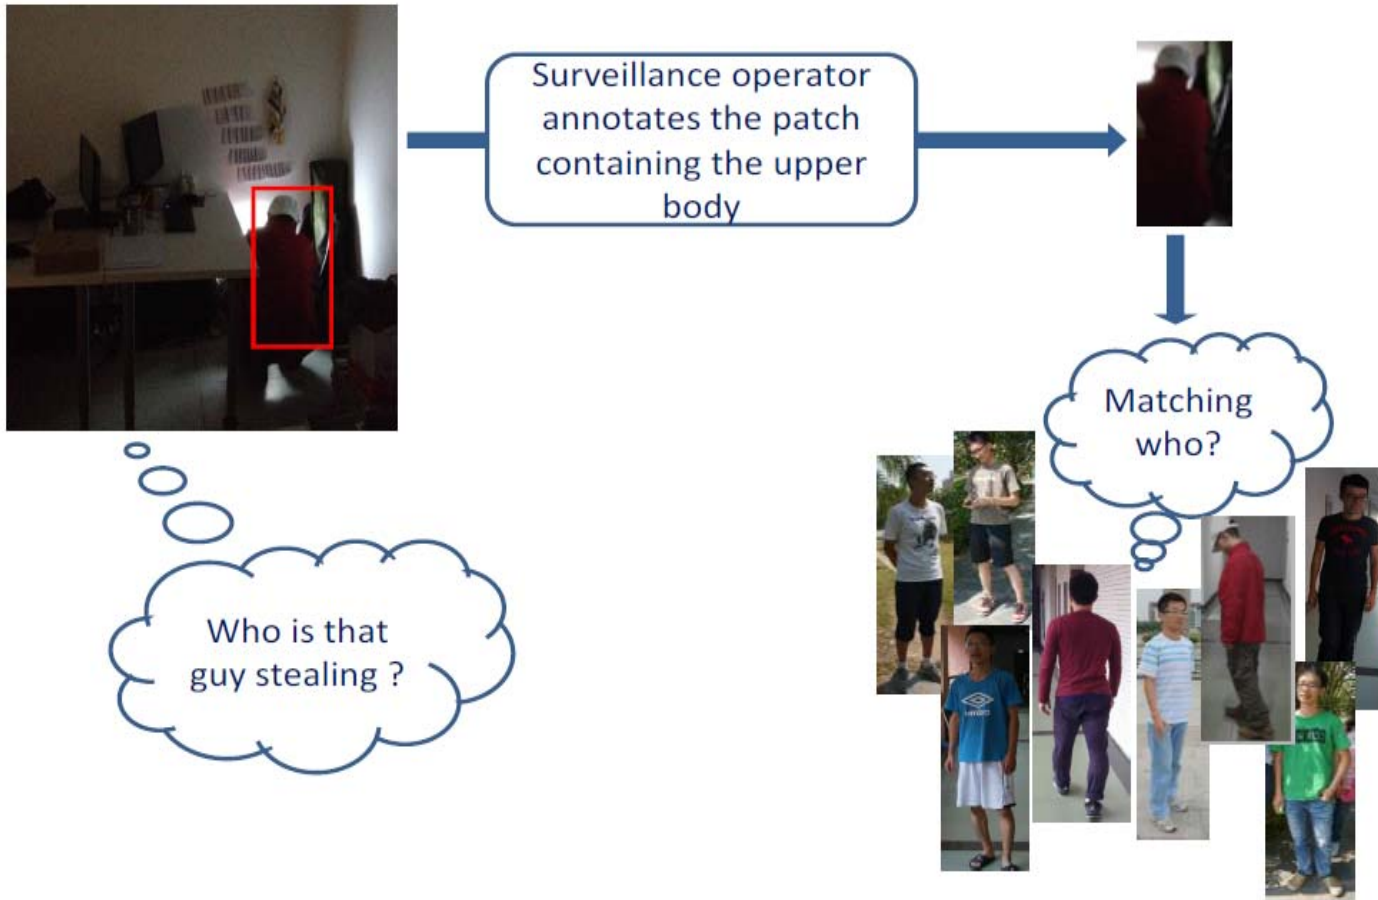 Surveillance operator
annotates the patch
containing the upper
body
Matching
who?
Who is that
guy stealing ?